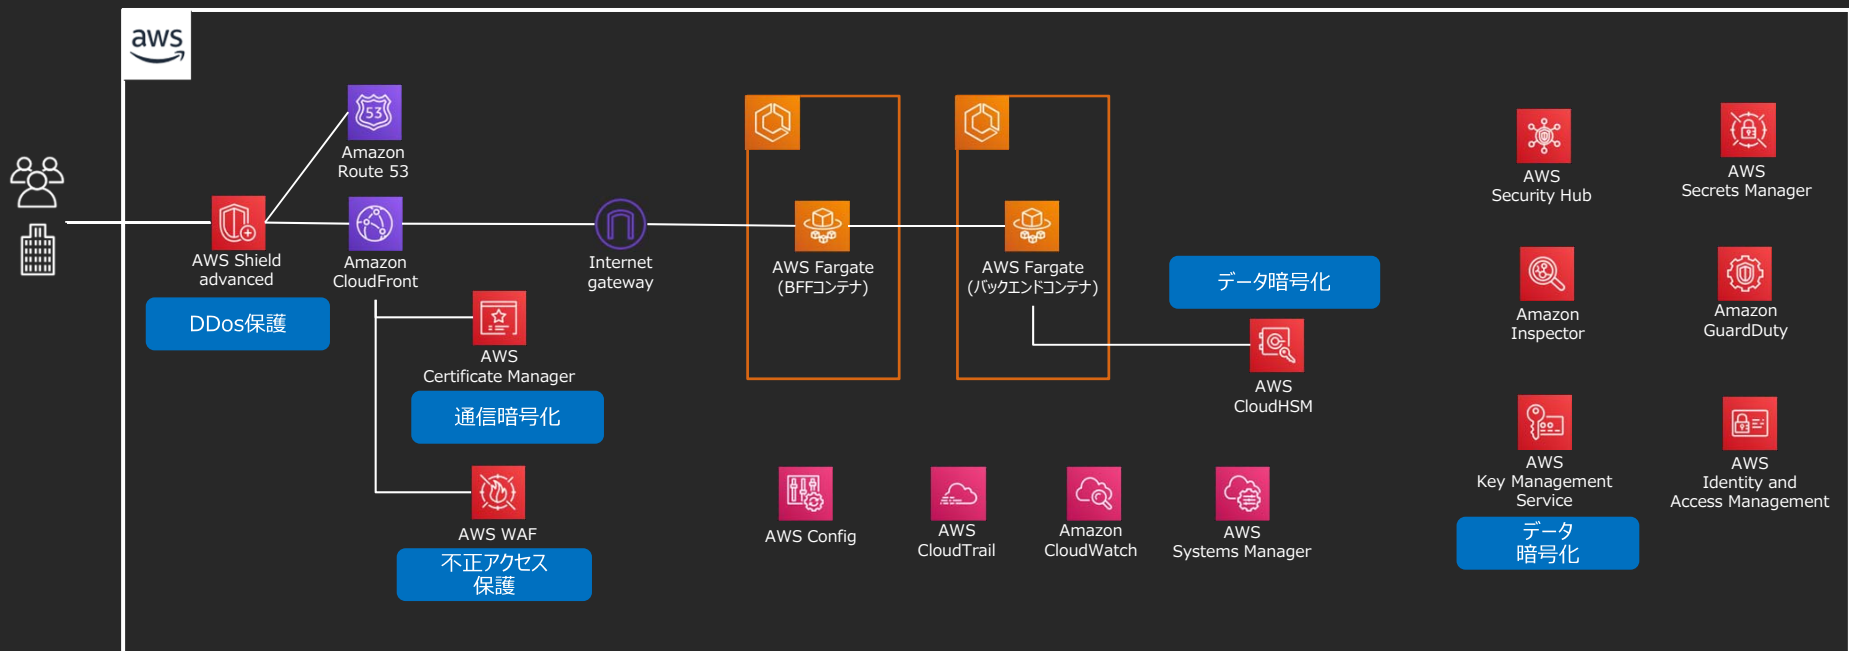 aws
53
Amazon
Route 53
AWS Shield
advanced
DDos保護
Amazon
CloudFront
AWS
Certificate Manager
通信暗号化
AWS WAF
不正アクセス
保護
Internet
gateway
AWS Fargate
(BFFコンテナ)
AWS Fargate
(バックエンドコンテナ)
データ暗号化
AWS
CloudHSM
AWS Config
AWS
CloudTrail
Amazon
CloudWatch
AWS
Systems Manager
AWS
Security Hub
AWS
Secrets Manager
Amazon
Inspector
Amazon
GuardDuty
AWS
Key Management
Service
データ
暗号化
AWS
Identity and
Access Management